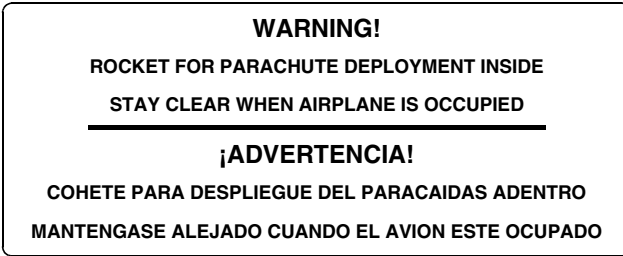 WARNING!
ROCKET FOR PARACHUTE DEPLOYMENT INSIDE
STAY CLEAR WHEN AIRPLANE IS OCCUPIED
¡ADVERTENCIA!
COHETE PARA DESPLIEGUE DEL PARACAIDAS ADENTRO
MANTENGASE ALEJADO CUANDO EL AVION ESTE OCUPADO